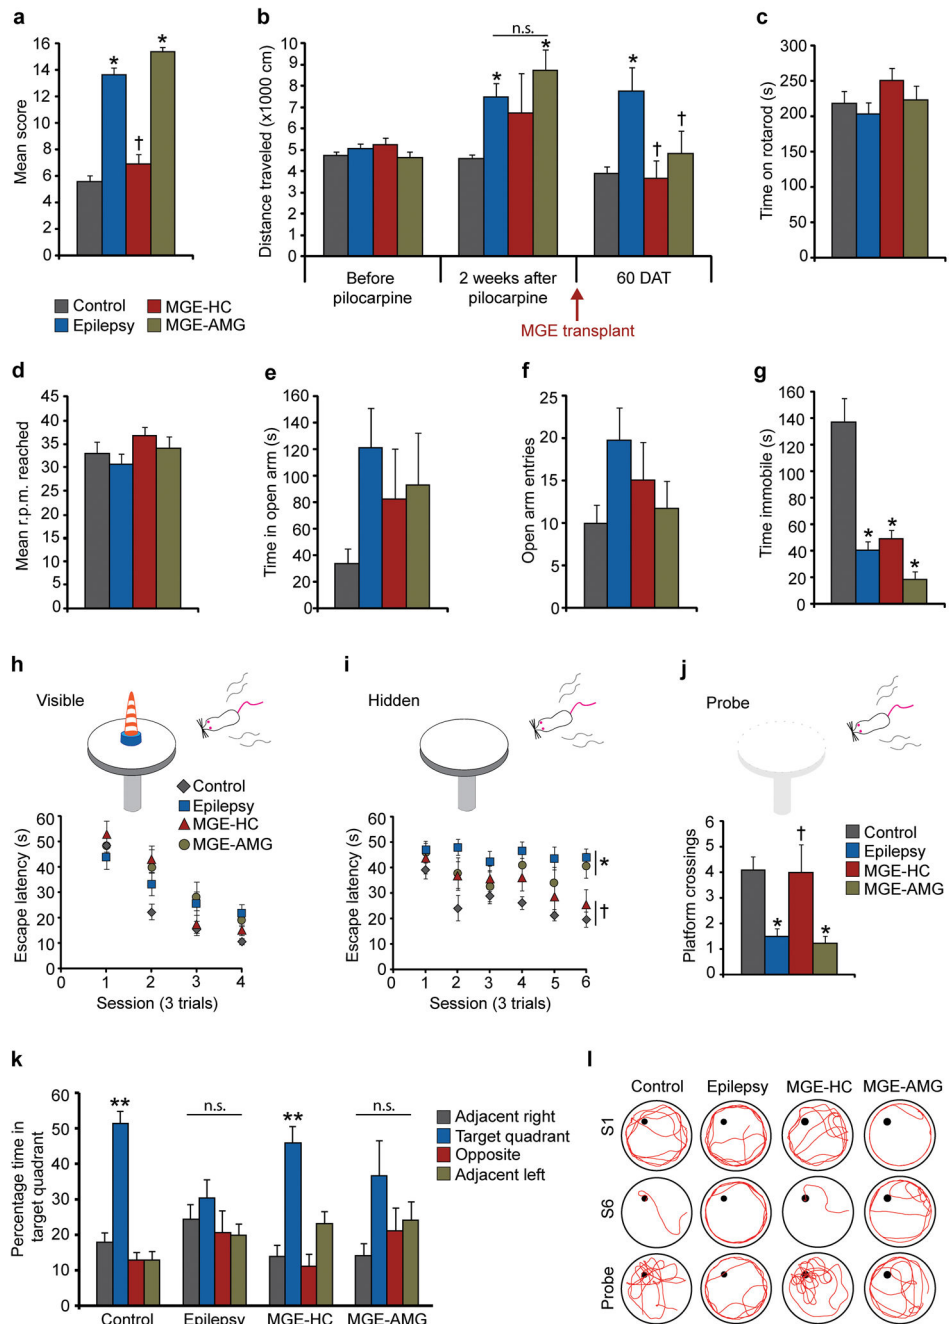 a
Mean score
16
14
12
10
8
6
4
2
0
*
†
*
b
Distance traveled (x1000 cm)
10
9
8
7
6
5
4
3
2
1
0
n.s.
*
*
*
†
†
Before
pilocarpine
2 weeks after
pilocarpine
60 DAT
MGE transplant
c
Time on rotarod (s)
300
250
200
150
100
50
0
Control
MGE-HC
Epilepsy
MGE-AMG
d
Mean r.p.m. reached
45
40
35
30
25
20
15
10
5
0
e
Time in open arm (s)
160
140
120
100
80
60
40
20
0
f
Open arm entries
25
20
15
10
5
0
g
Time immobile (s)
160
140
120
100
80
60
40
20
0
*
*
*
h
Visible
Control
Epilepsy
MGE-HC
MGE-AMG
Escape latency (s)
60
50
40
30
20
10
0
0
1
2
3
4
Session (3 trials)
i
Hidden
Escape latency (s)
60
50
40
30
20
10
0
0
1
2
3
4
5
6
*
†
Session (3 trials)
j
Probe
Platform crossings
6
5
4
3
2
1
0
*
†
*
Control
Epilepsy
MGE-HC
MGE-AMG
k
Percentage time in
target quadrant
60
50
40
30
20
10
0
**
n.s.
**
n.s.
Control
Epilepsy
MGE-HC
MGE-AMG
Adjacent right
Target quadrant
Opposite
Adjacent left
l
Control
Epilepsy
MGE-HC
MGE-AMG
S1
S6
Probe